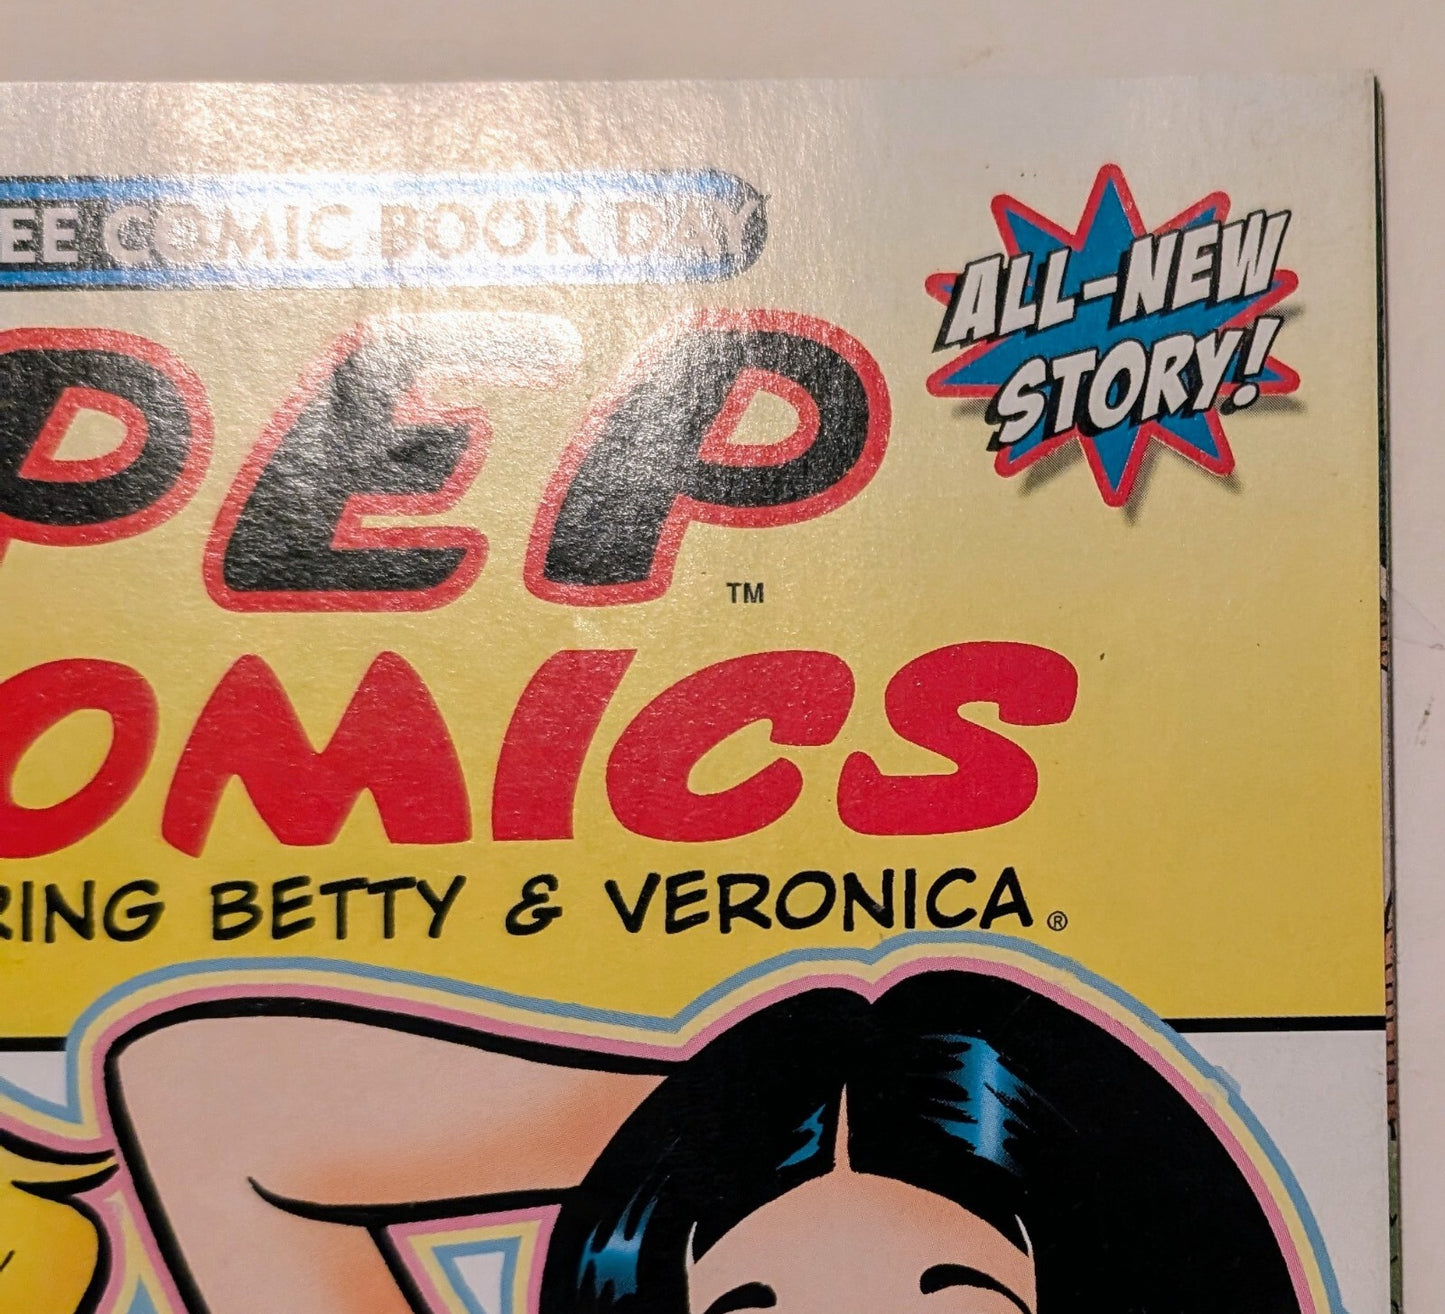 EE COMIC BOOK DAY
ALL-NEW
STORY!
PEP
™
OMICS
RING BETTY & VERONICA®